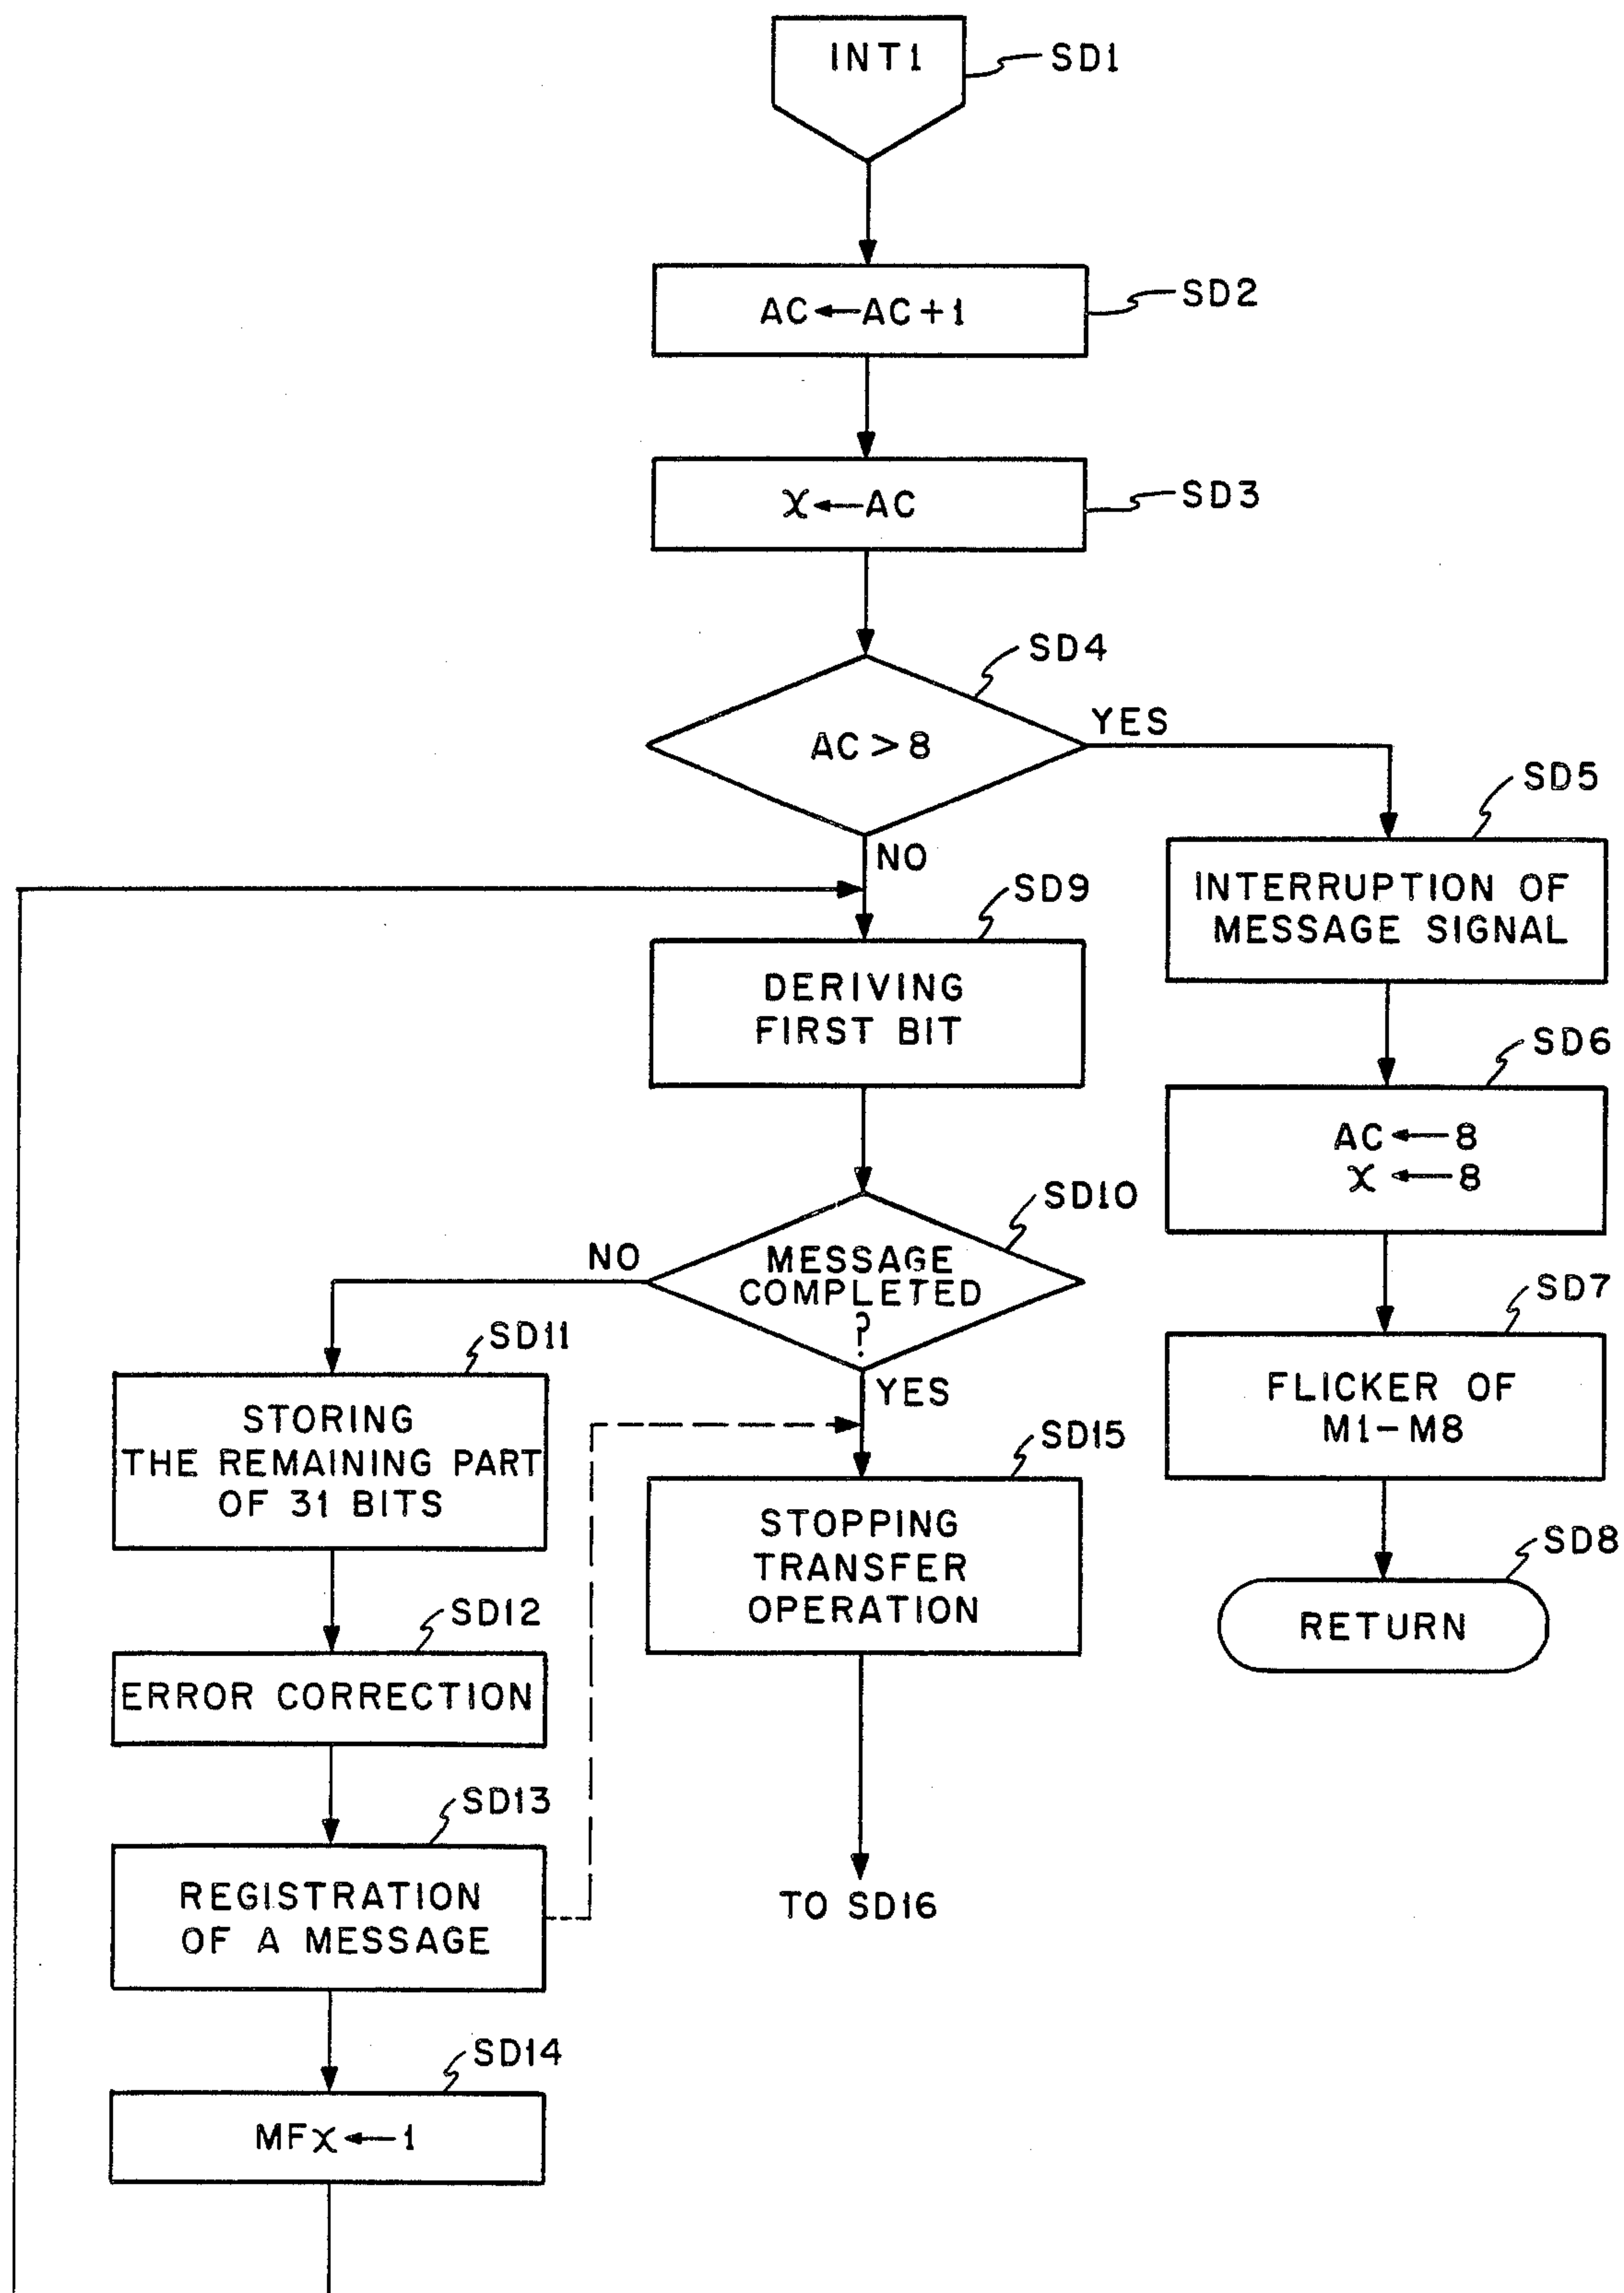 INT1
SD1
AC←AC+1
SD2
χ←AC
SD3
SD4
AC>8
YES
NO
SD5
INTERRUPTION OF
MESSAGE SIGNAL
SD9
DERIVING
FIRST BIT
SD6
AC←8
χ←8
SD10
MESSAGE
COMPLETED
?
NO
YES
SD7
FLICKER OF
M1-M8
SD11
STORING
THE REMAINING PART
OF 31 BITS
SD15
STOPPING
TRANSFER
OPERATION
SD8
RETURN
SD12
ERROR CORRECTION
SD13
REGISTRATION
OF A MESSAGE
TO SD16
SD14
MFχ←1